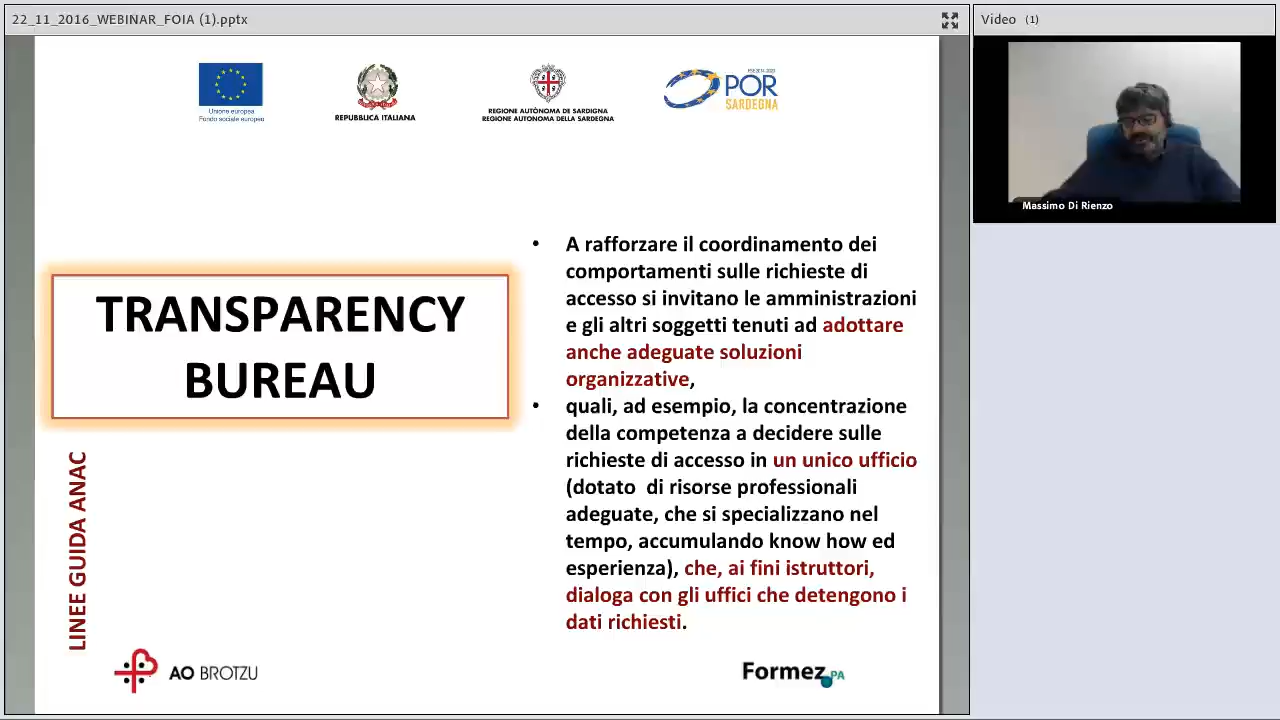 22_11_2016_WEBINAR_FOIA (1).pptx
Video (1)
Unione europea
Fondo sociale europeo
REPUBBLICA ITALIANA
REGIONE AUTÒNOMA DE SARDIGNA
REGIONE AUTONOMA DELLA SARDEGNA
POR
SARDEGNA
Massimo Di Rienzo
TRANSPARENCY
BUREAU
LINEE GUIDA ANAC
• A rafforzare il coordinamento dei
comportamenti sulle richieste di
accesso si invitano le amministrazioni
e gli altri soggetti tenuti ad adottare
anche adeguate soluzioni
organizzative,
• quali, ad esempio, la concentrazione
della competenza a decidere sulle
richieste di accesso in un unico ufficio
(dotato di risorse professionali
adeguate, che si specializzano nel
tempo, accumulando know how ed
esperienza), che, ai fini istruttori,
dialoga con gli uffici che detengono i
dati richiesti.
AO BROTZU
Formez PA